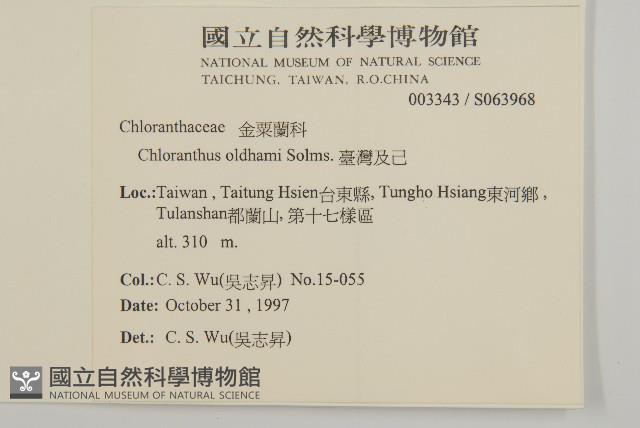 國立自然科學博物館
NATIONAL MUSEUM OF NATURAL SCIENCE
TAICHUNG, TAIWAN, R.O.CHINA
003343 / S063968
Chloranthaceae 金粟蘭科
Chloranthus oldhami Solms. 臺灣及己
Loc.:Taiwan , Taitung Hsien台東縣, Tungho Hsiang東河鄉 ,
Tulanshan都蘭山, 第十七樣區
alt. 310 m.
Col.: C. S. Wu(吳志昇) No.15-055
Date: October 31 , 1997
Det.: C. S. Wu(吳志昇)
國立自然科學博物館
NATIONAL MUSEUM OF NATURAL SCIENCE